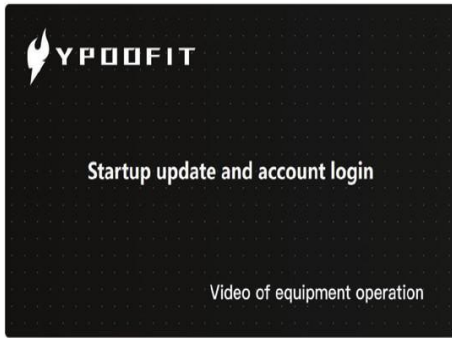 YPOOFIT
Startup update and account login
Video of equipment operation